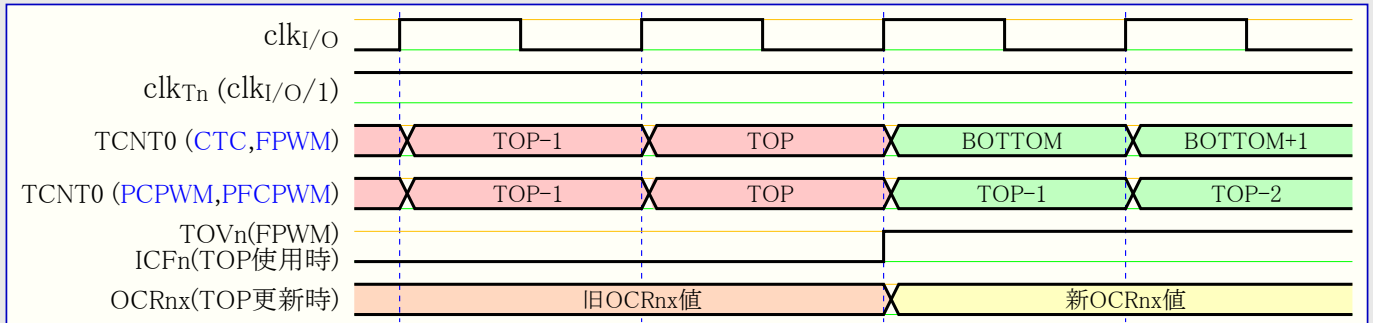 clkI/O
clkTn (clkI/O/1)
TCNT0 (CTC,FPWM) TOP-1 TOP BOTTOM BOTTOM+1
TCNT0 (PCPWM,PFCPWM) TOP-1 TOP TOP-1 TOP-2
TOVn(FPWM)
ICFn(TOP使用時)
OCRnx(TOP更新時) 旧OCRnx値 新OCRnx値